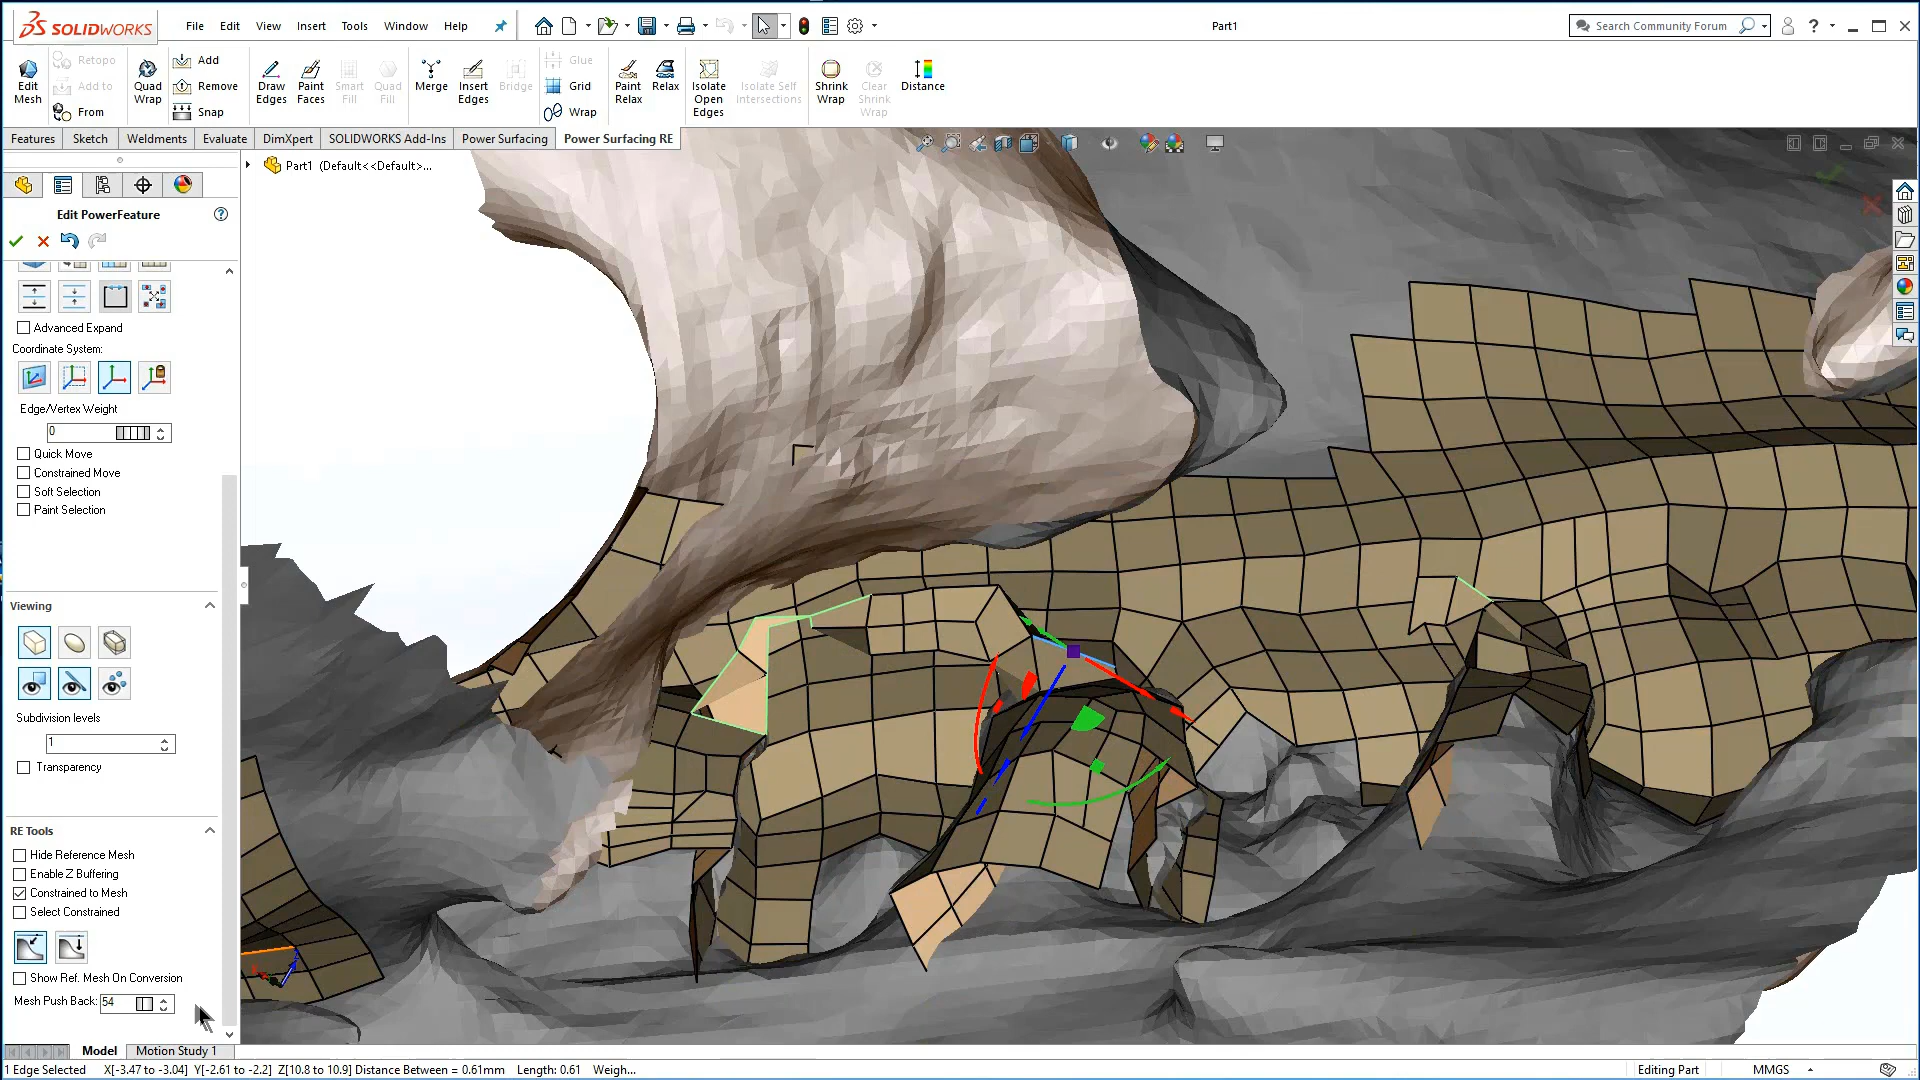 SOLIDWORKS File Edit View Insert Tools Window Help Part1 Search Community Forum ?
Edit Mesh
Retopo
Add to
From
Quad Wrap
Add
Remove
Snap
Draw Edges
Paint Faces
Smart Fill
Quad Fill
Merge
Insert Edges
Bridge
Glue
Grid
Wrap
Paint Relax
Relax
Isolate Open Edges
Isolate Self Intersections
Shrink Wrap
Clear Shrink Wrap
Distance
Features Sketch Weldments Evaluate DimXpert SOLIDWORKS Add-Ins Power Surfacing Power Surfacing RE
Part1 (Default<<Default>...
Edit PowerFeature ?
Advanced Expand
Coordinate System:
Edge/Vertex Weight
0
Quick Move
Constrained Move
Soft Selection
Paint Selection
Viewing
Subdivision levels
1
Transparency
RE Tools
Hide Reference Mesh
Enable Z Buffering
Constrained to Mesh
Select Constrained
Show Ref. Mesh On Conversion
Mesh Push Back: 54
Model Motion Study 1
1 Edge Selected X[-3.47 to -3.04] Y[-2.61 to -2.2] Z[10.8 to 10.9] Distance Between = 0.61mm Length: 0.61 Weigh... Editing Part MMGS